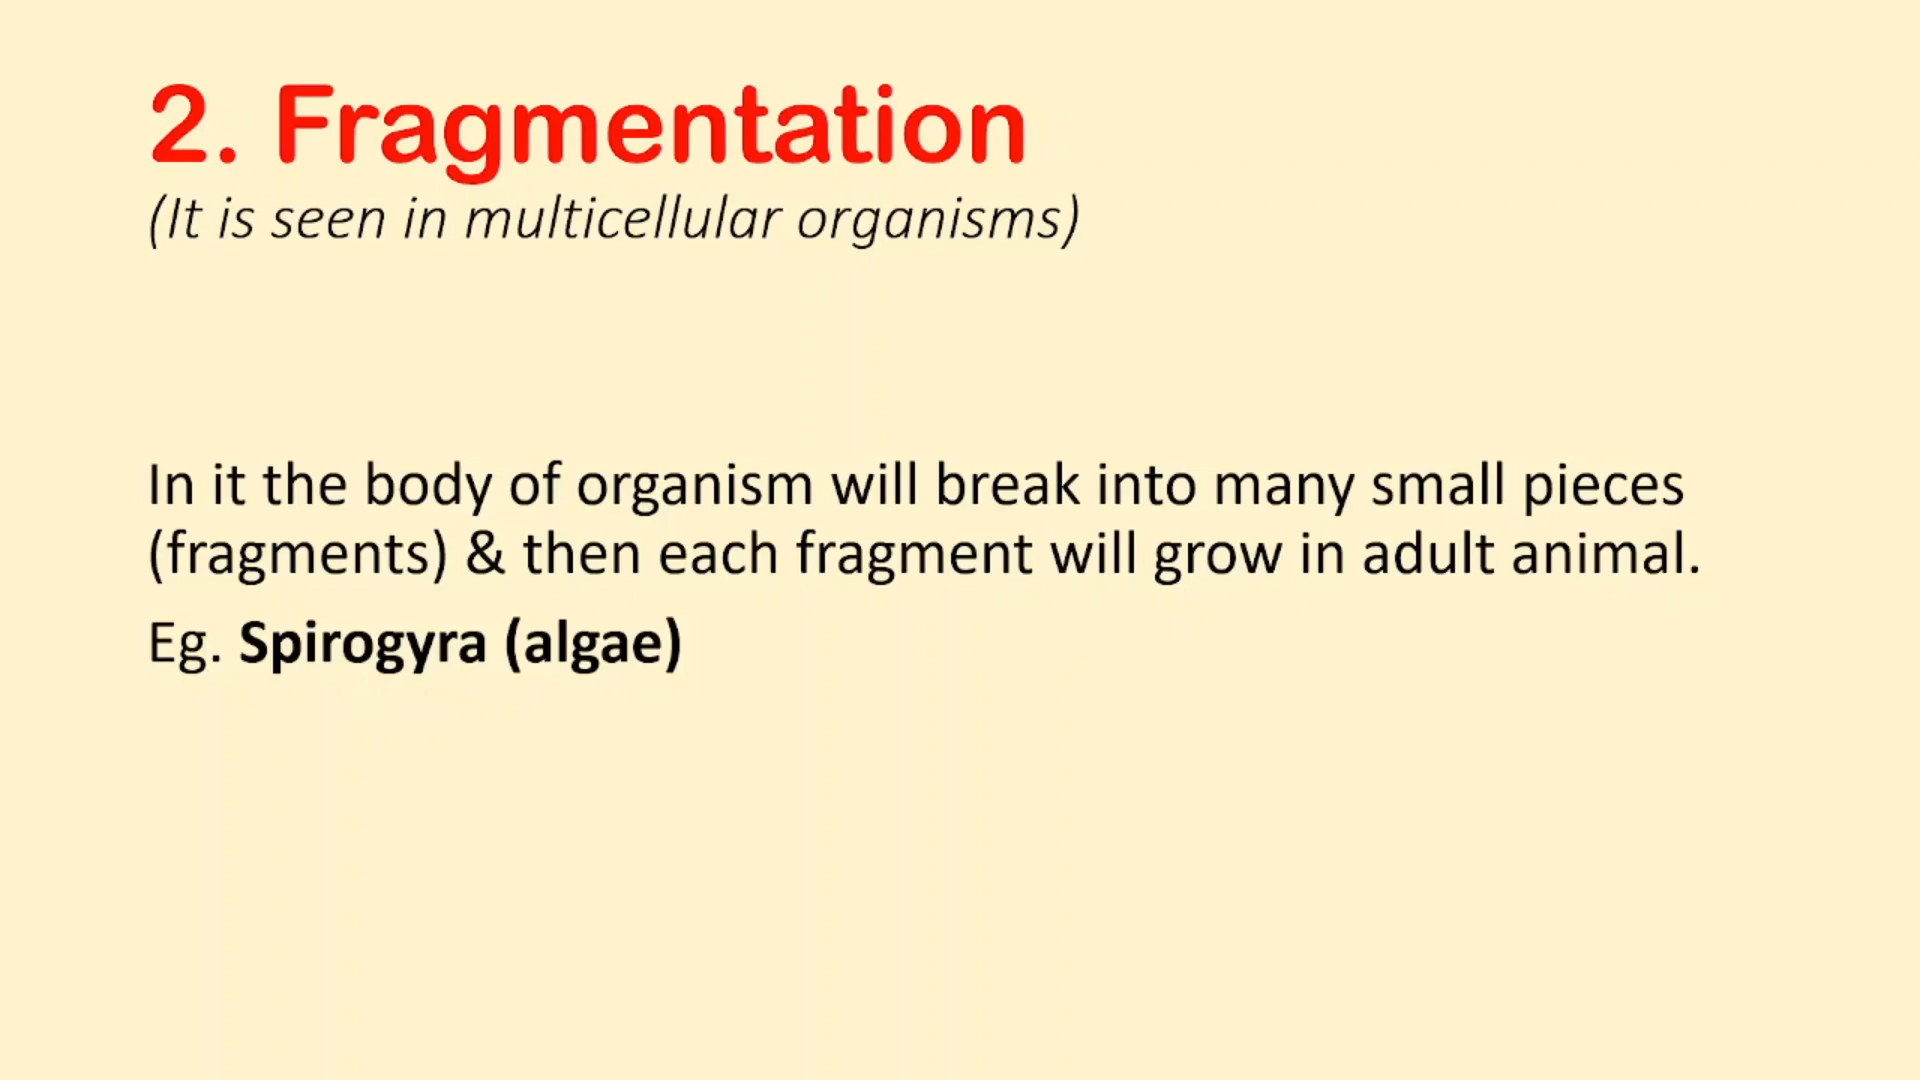 2. Fragmentation
(It is seen in multicellular organisms)
In it the body of organism will break into many small pieces
(fragments) & then each fragment will grow in adult animal.
Eg. Spirogyra (algae)